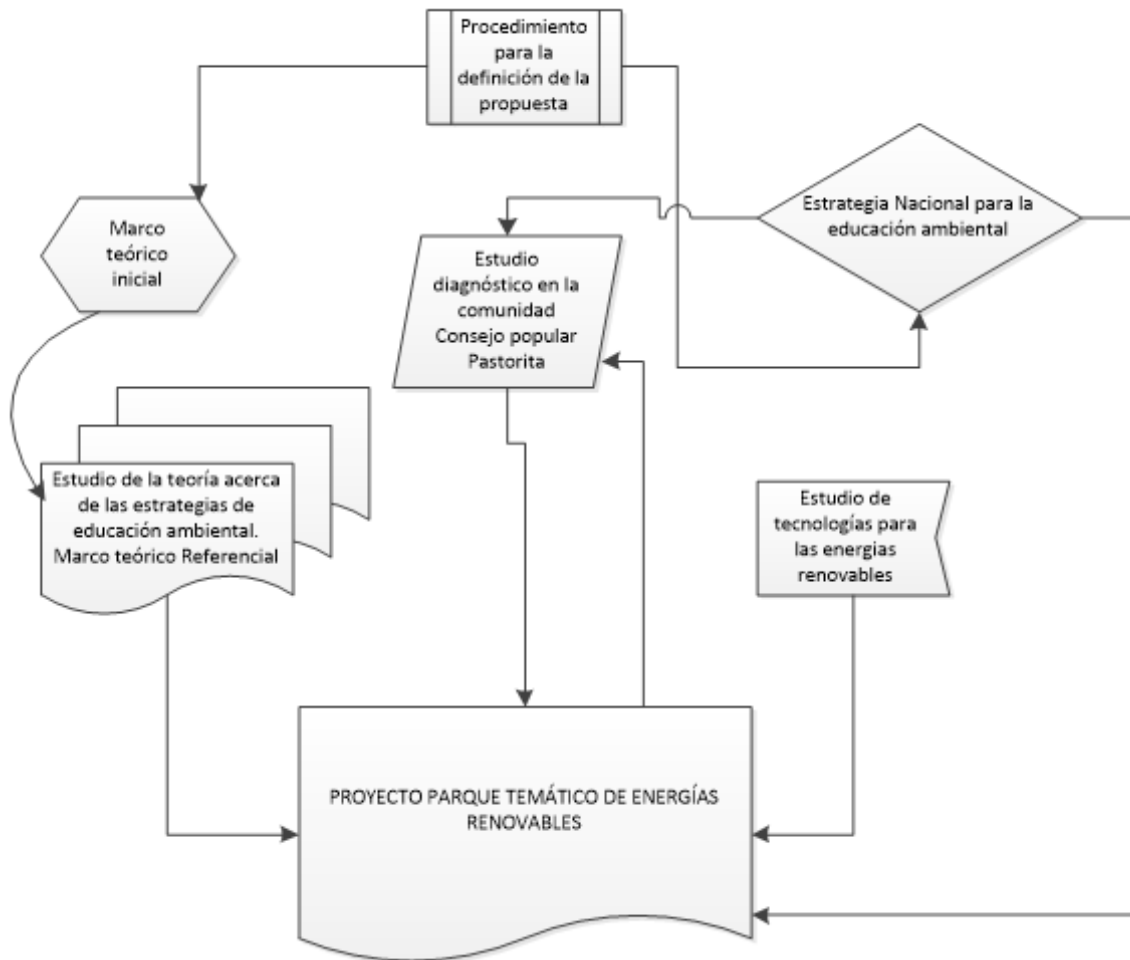 Procedimiento
para la
definición de la
propuesta
Estrategia Nacional para la
educación ambiental
Marco
teórico
inicial
Estudio
diagnóstico en la
comunidad
Consejo popular
Pastorita
Estudio de la teoría acerca
de las estrategias de
educación ambiental.
Marco teórico Referencial
Estudio de
tecnologías para
las energias
renovables
PROYECTO PARQUE TEMÁTICO DE ENERGÍAS
RENOVABLES